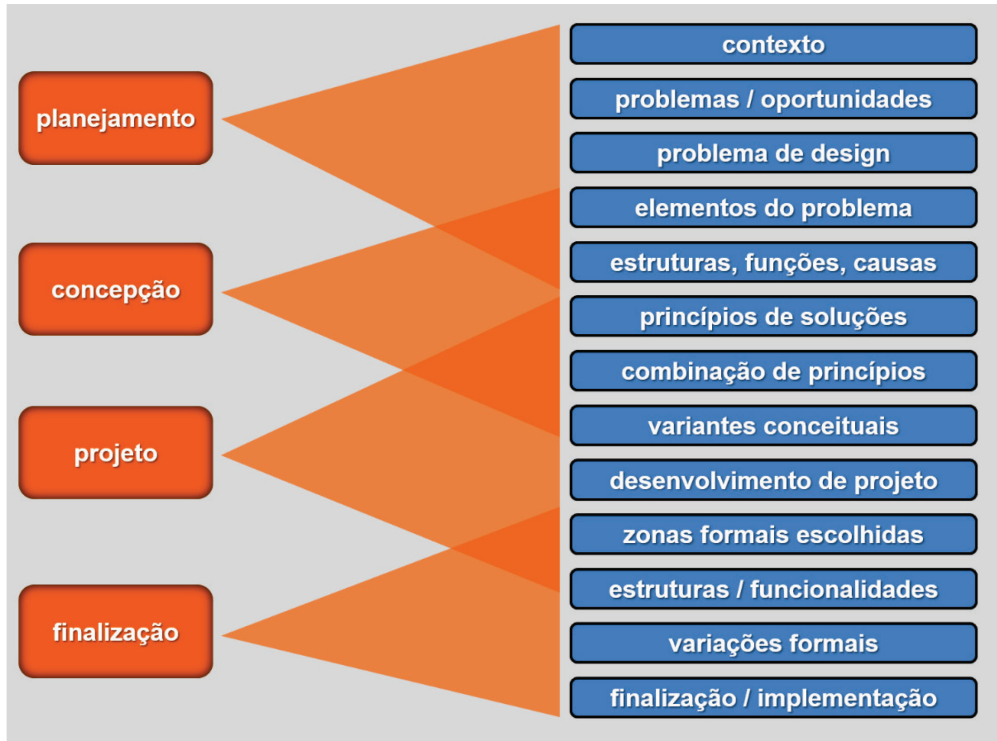 planejamento
concepção
projeto
finalização
contexto
problemas / oportunidades
problema de design
elementos do problema
estruturas, funções, causas
princípios de soluções
combinação de princípios
variantes conceituais
desenvolvimento de projeto
zonas formais escolhidas
estruturas / funcionalidades
variações formais
finalização / implementação